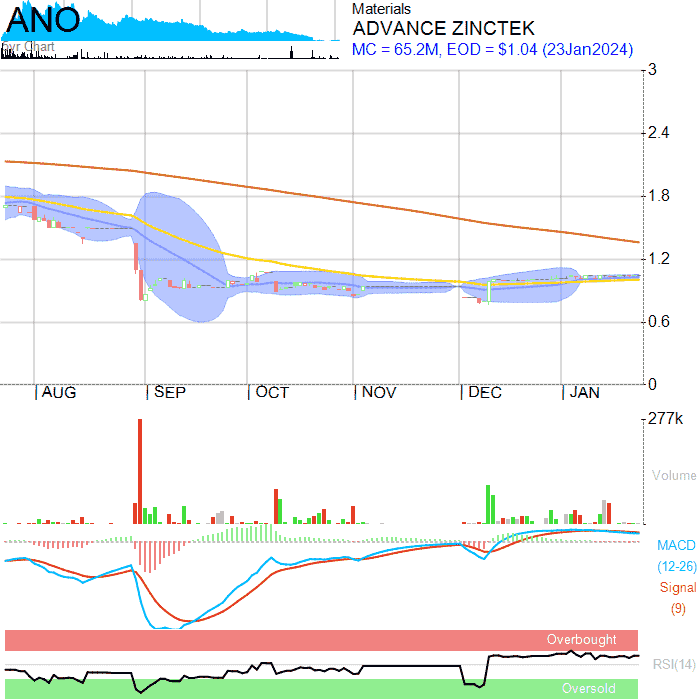 ANO
5yr Chart
Materials
ADVANCE ZINCTEK
MC = 65.2M, EOD = $1.04 (23Jan2024)
3
2.4
1.8
1.2
0.6
0
| AUG
| SEP
| OCT
| NOV
| DEC
| JAN
277k
Volume
MACD
(12-26)
Signal
(9)
Overbought
RSI(14)
Oversold